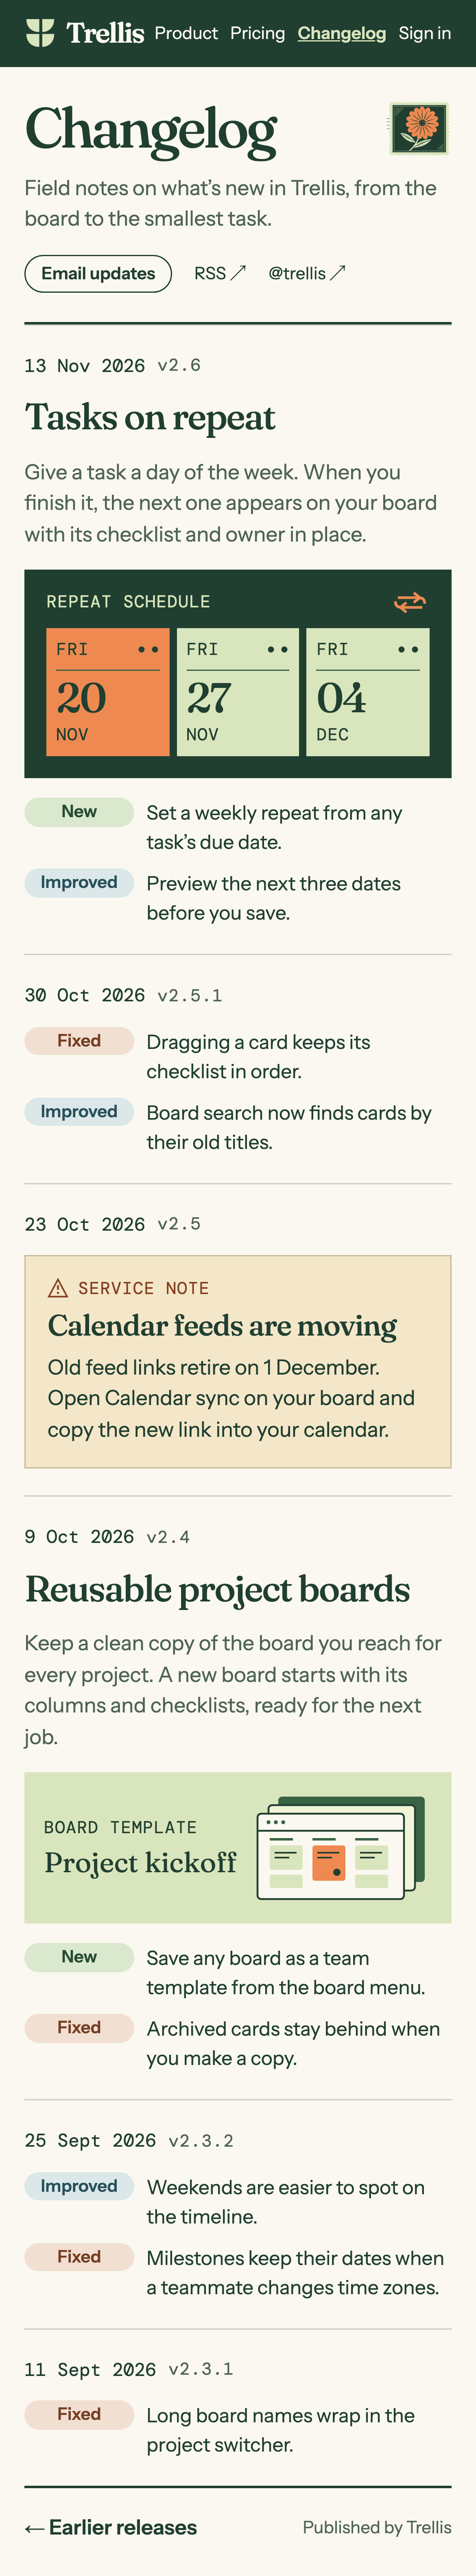 Trellis Product Pricing Changelog Sign in
Changelog
Field notes on what’s new in Trellis, from the
board to the smallest task.
Email updates RSS ↗ @trellis ↗
13 Nov 2026 v2.6
Tasks on repeat
Give a task a day of the week. When you
finish it, the next one appears on your board
with its checklist and owner in place.
REPEAT SCHEDULE
FRI FRI FRI
20 27 04
NOV NOV DEC
New Set a weekly repeat from any
task’s due date.
Improved Preview the next three dates
before you save.
30 Oct 2026 v2.5.1
Fixed Dragging a card keeps its
checklist in order.
Improved Board search now finds cards by
their old titles.
23 Oct 2026 v2.5
SERVICE NOTE
Calendar feeds are moving
Old feed links retire on 1 December.
Open Calendar sync on your board and
copy the new link into your calendar.
9 Oct 2026 v2.4
Reusable project boards
Keep a clean copy of the board you reach for
every project. A new board starts with its
columns and checklists, ready for the next
job.
BOARD TEMPLATE
Project kickoff
New Save any board as a team
template from the board menu.
Fixed Archived cards stay behind when
you make a copy.
25 Sept 2026 v2.3.2
Improved Weekends are easier to spot on
the timeline.
Fixed Milestones keep their dates when
a teammate changes time zones.
11 Sept 2026 v2.3.1
Fixed Long board names wrap in the
project switcher.
← Earlier releases Published by Trellis